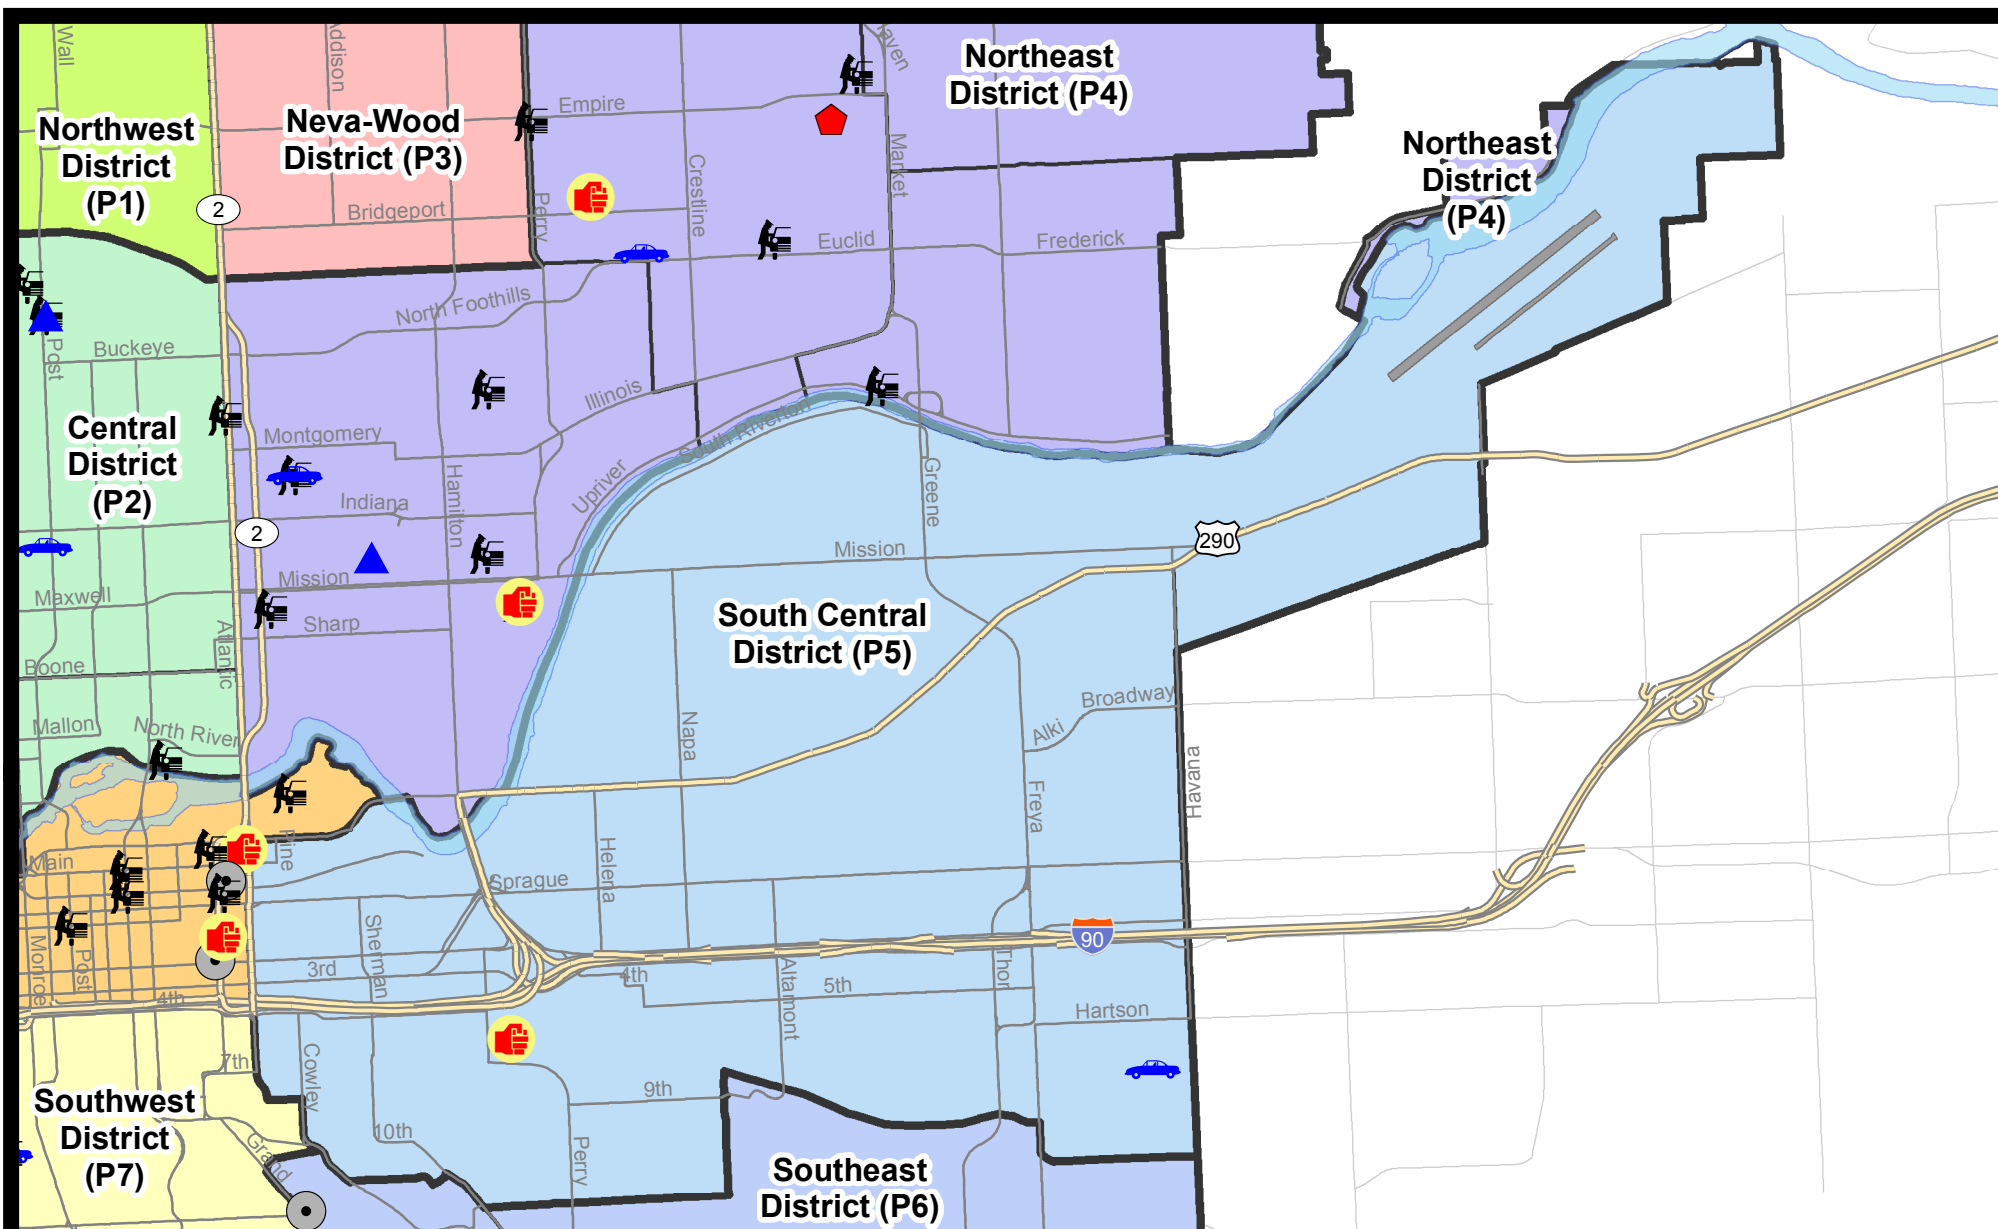 Wall
Addison
Haven
Northeast
District (P4)
Empire
Northwest
District
(P1)
Neva-Wood
District (P3)
Northeast
District
(P4)
Crestline
Market
Perry
2
Bridgeport
Euclid
Frederick
North Foothills
Post
Buckeye
Illinois
South Riverton
Central
District
(P2)
Montgomery
Hamilton
Upriver
Greene
Indiana
2
Mission
290
Mission
Maxwell
Sharp
Atlantic
South Central
District (P5)
Boone
Broadway
Mallon
North River
Napa
Alki
Havana
Freya
Pine
Main
Helena
Sprague
Sherman
90
Monroe
Post
3rd
4th
4th
5th
Altamont
Thor
Hartson
7th
Cowley
9th
Southwest
District
(P7)
10th
Grand
Perry
Southeast
District (P6)